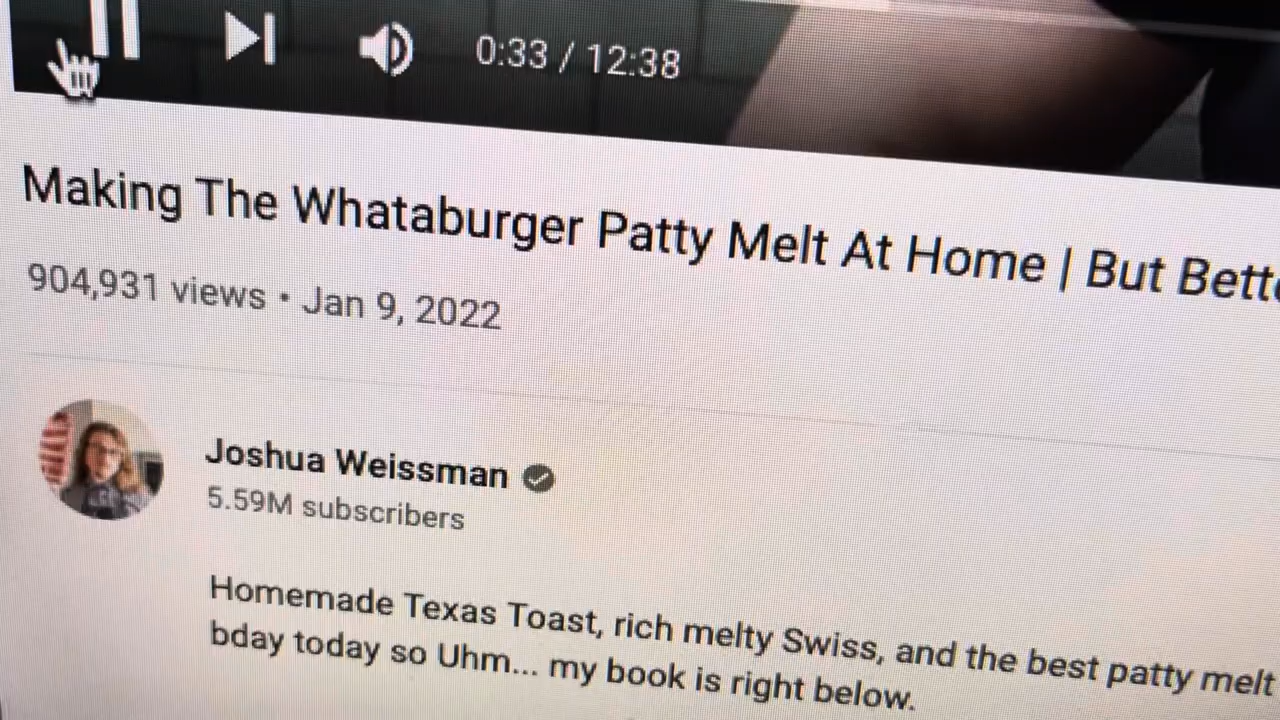 0:33 / 12:38
Making The Whataburger Patty Melt At Home | But Bette
904,931 views • Jan 9, 2022
Joshua Weissman
5.59M subscribers
Homemade Texas Toast, rich melty Swiss, and the best patty melt
bday today so Uhm... my book is right below.